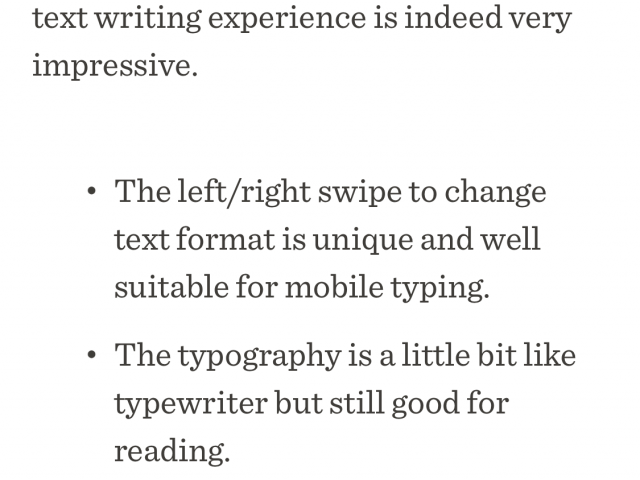 text writing experience is indeed very
impressive.
• The left/right swipe to change
text format is unique and well
suitable for mobile typing.
• The typography is a little bit like
typewriter but still good for
reading.